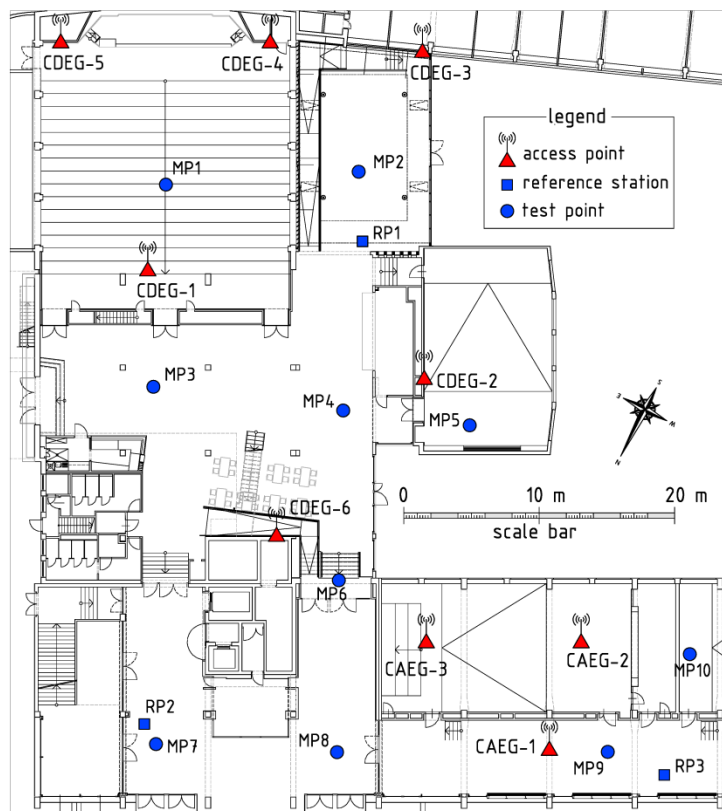 CDEG-5
CDEG-4
CDEG-3
legend
access point
reference station
test point
MP1
MP2
RP1
CDEG-1
CDEG-2
MP3
MP4
MP5
S
E
W
N
0 10 m 20 m
scale bar
CDEG-6
MP6
CAEG-3
CAEG-2
MP10
RP2
MP7
MP8
CAEG-1
MP9
RP3